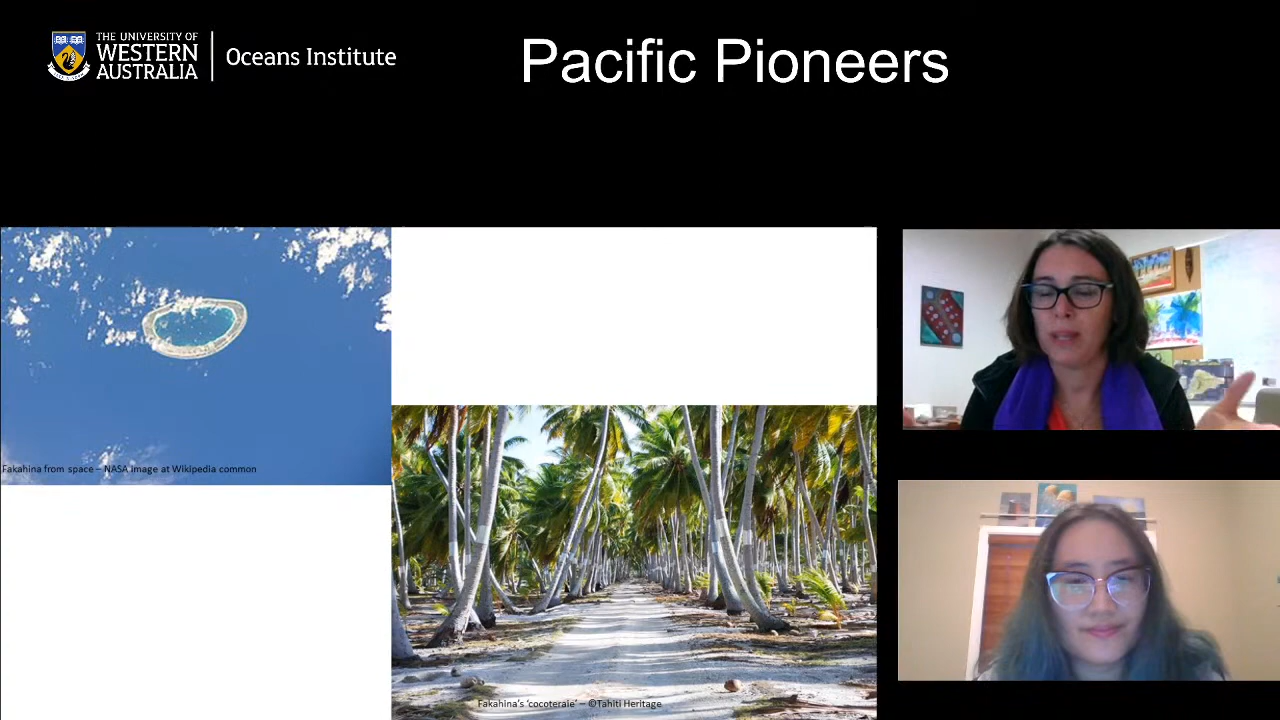 THE UNIVERSITY OF
WESTERN
AUSTRALIA
Oceans Institute
Pacific Pioneers
Fakahina from space – NASA image at Wikipedia common
Fakahina's 'cocoteraie' – ©Tahiti Heritage